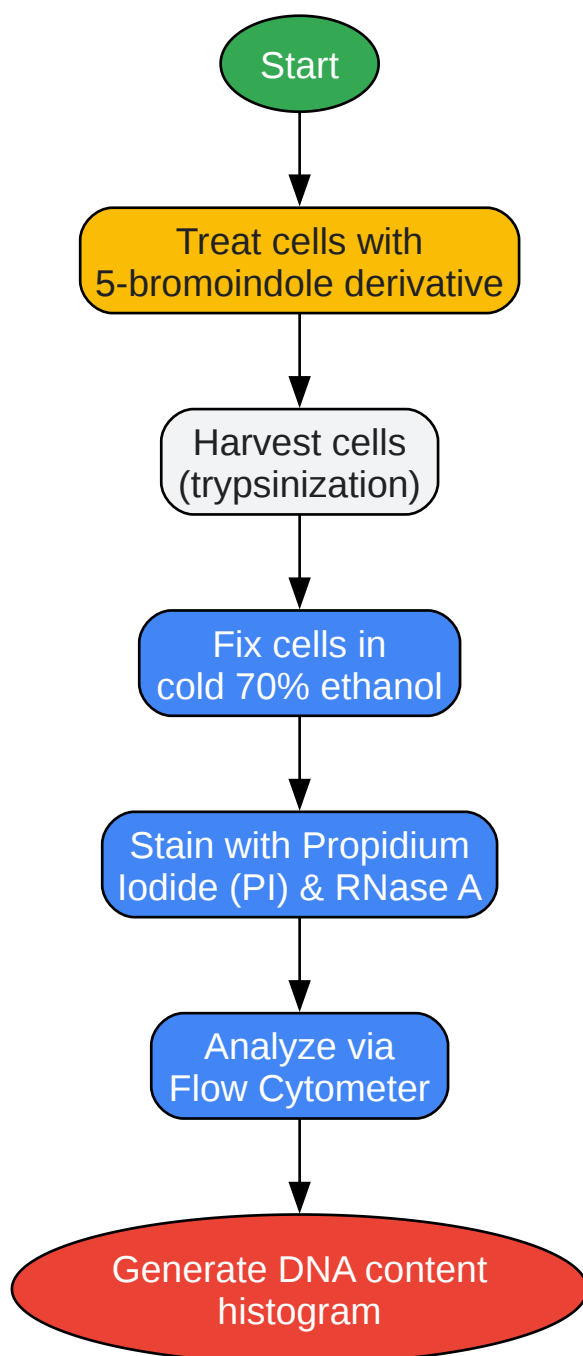 Start
Treat cells with
5-bromoindole derivative
Harvest cells
(trypsinization)
Fix cells in
cold 70% ethanol
Stain with Propidium
Iodide (PI) & RNase A
Analyze via
Flow Cytometer
Generate DNA content
histogram